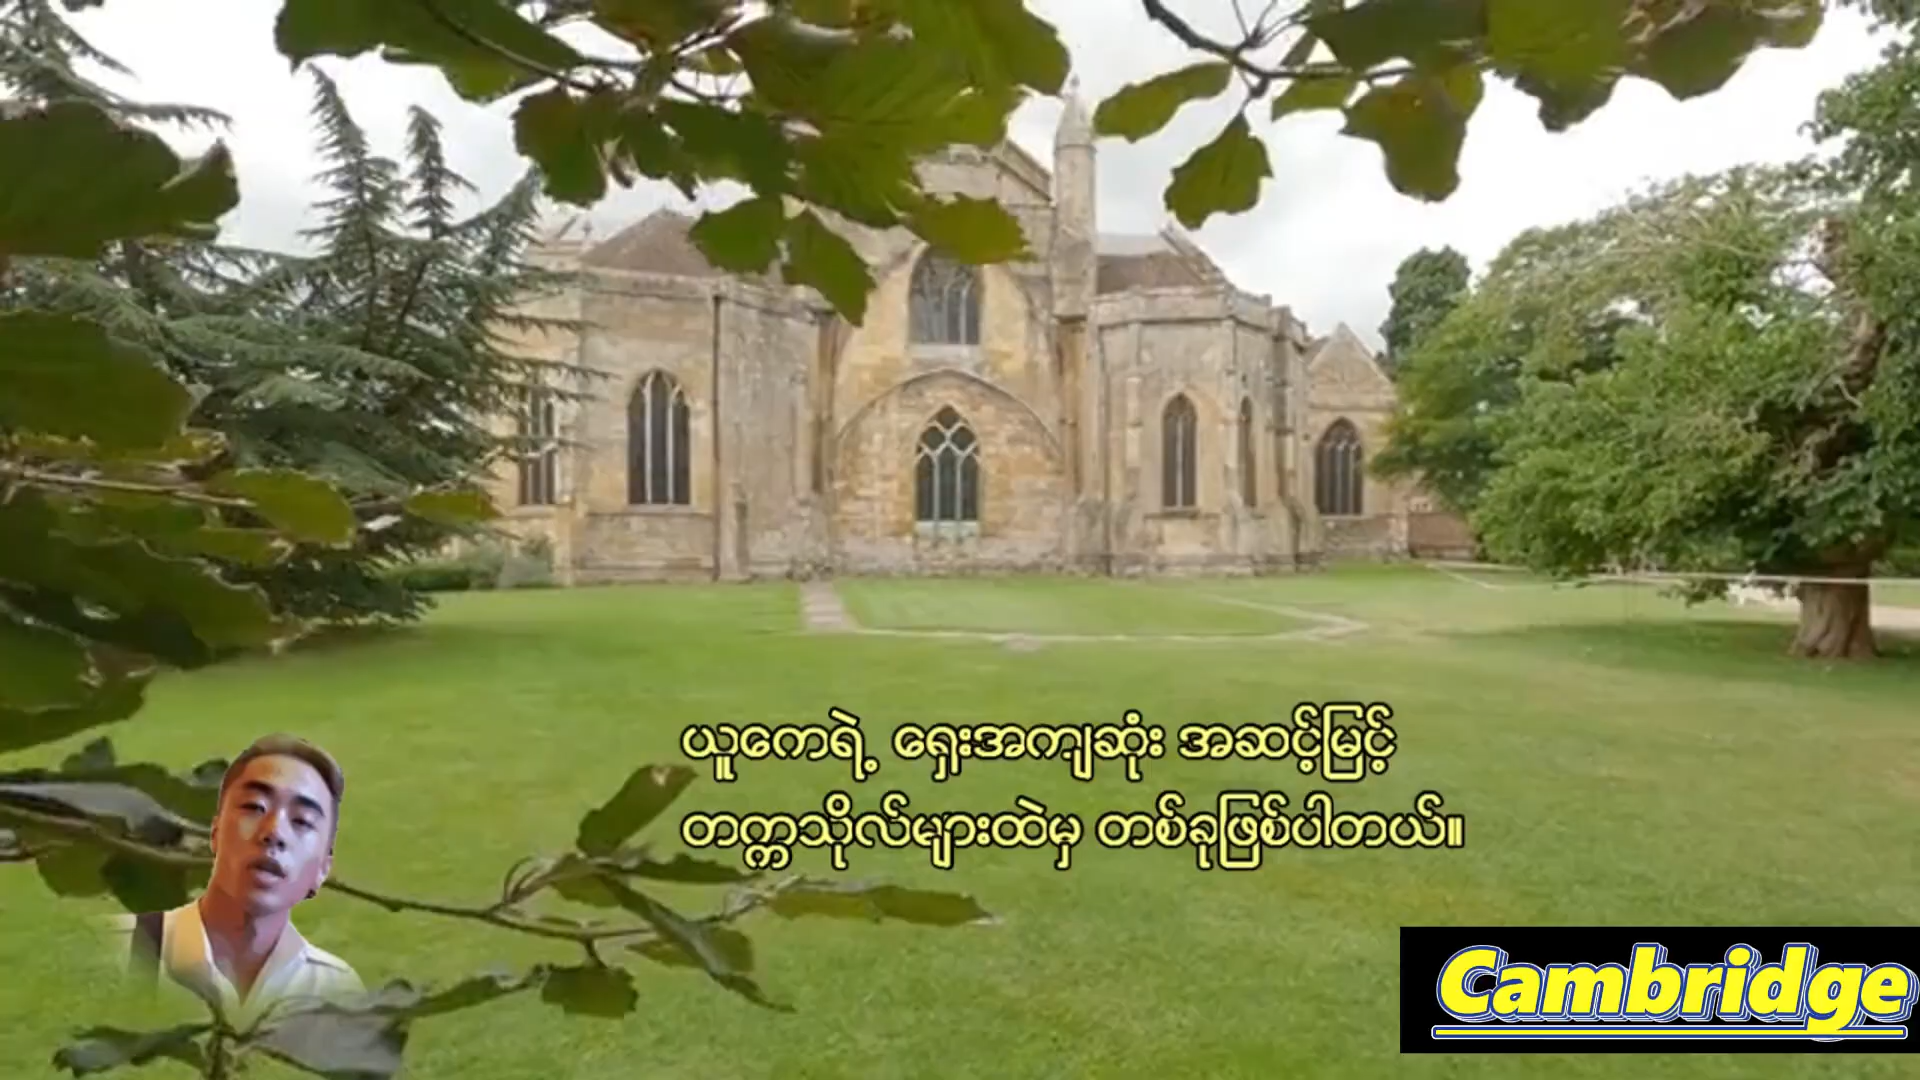 ယူကေရဲ့ ရှေးအကျဆုံး အဆင့်မြင့်
တက္ကသိုလ်များထဲမှ တစ်ခုဖြစ်ပါတယ်။
Cambridge